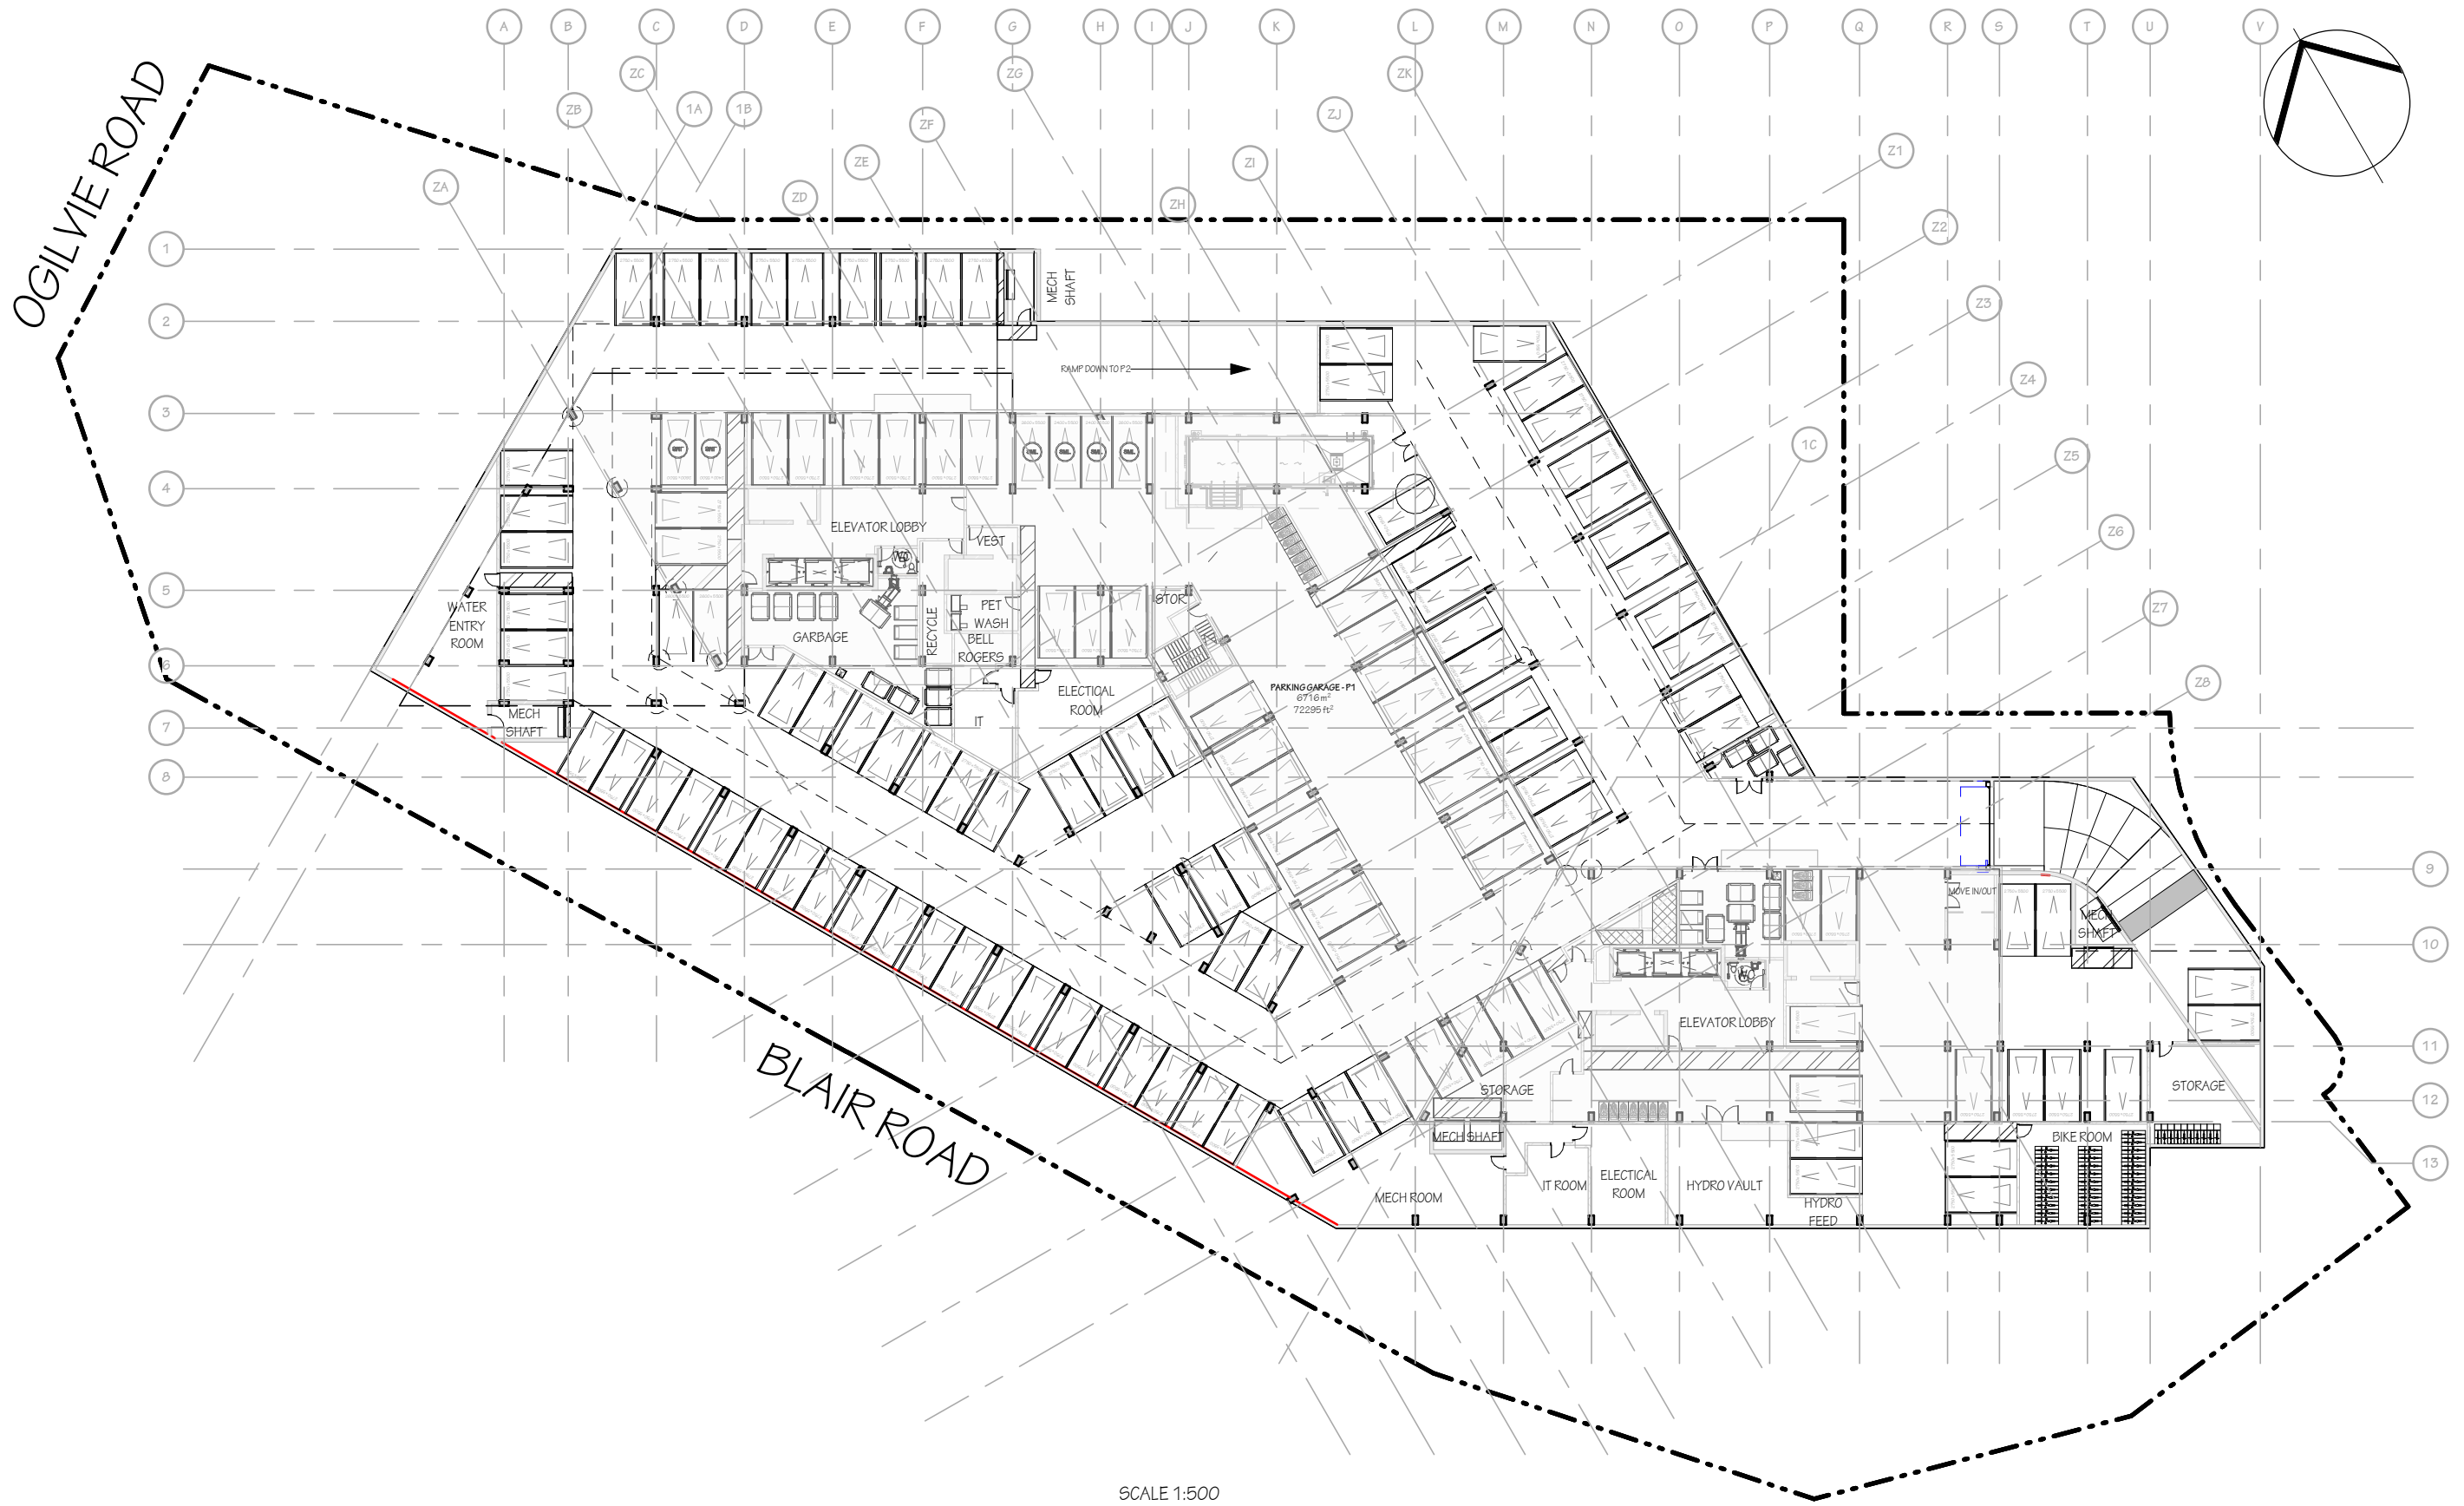 A B C D E F G H I J K L M N O P Q R S T U V
ZC ZG ZK
ZB 1A 1B ZF ZJ
ZE ZI Z1
ZA ZD ZH Z2
OGILVIE ROAD
1
MECH
SHAFT
2
Z3
RAMP DOWN TO P2
Z4
3
1C
Z5
4
ELEVATOR LOBBY
VEST
Z6
5
WATER
ENTRY
ROOM
STOR
PET
WASH
GARBAGE
RECYCLE
BELL
ROGERS
Z7
6
ELECTICAL
ROOM
PARKING GARAGE - P1
6716 m²
72295 ft²
Z8
MECH
SHAFT
IT
7
8
9
MOVE IN/OUT
MECH
SHAFT
10
ELEVATOR LOBBY
11
BLAIR ROAD
STORAGE
STORAGE
12
MECH SHAFT
BIKE ROOM
13
MECH ROOM
IT ROOM
ELECTICAL
ROOM
HYDRO VAULT
HYDRO
FEED
SCALE 1:500